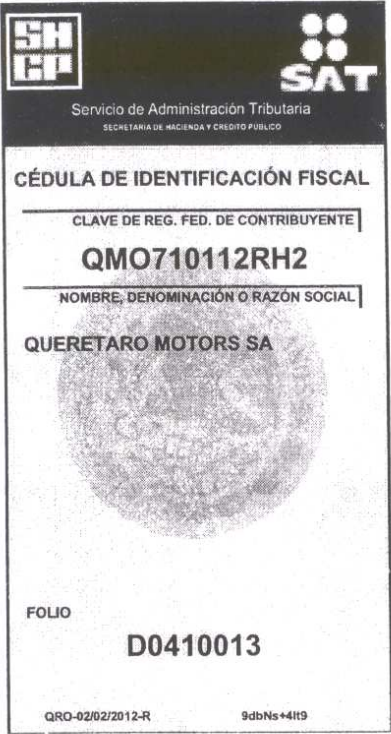 SH
CP
SAT
Servicio de Administración Tributaria
SECRETARIA DE HACIENDA Y CREDITO PUBLICO
CÉDULA DE IDENTIFICACIÓN FISCAL
CLAVE DE REG. FED. DE CONTRIBUYENTE
QMO710112RH2
NOMBRE, DENOMINACIÓN O RAZÓN SOCIAL
QUERETARO MOTORS SA
FOLIO
D0410013
QRO-02/02/2012-R 9dbNs+4lt9